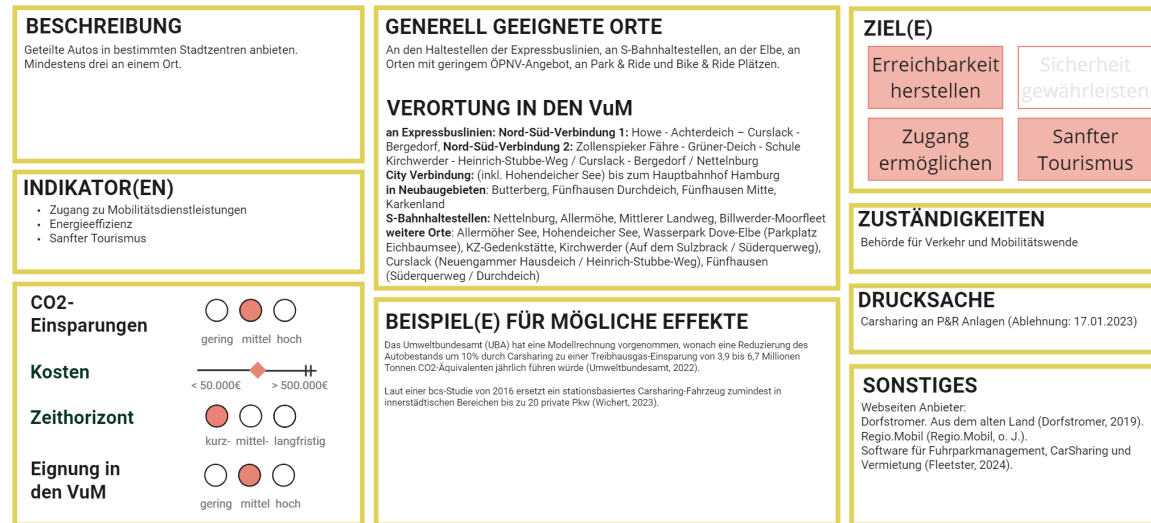 BESCHREIBUNG
Geteilte Autos in bestimmten Stadtzentren anbieten.
Mindestens drei an einem Ort.
INDIKATOR(EN)
• Zugang zu Mobilitätsdienstleistungen
• Energieeffizienz
• Sanfter Tourismus
CO2-
Einsparungen
gering mittel hoch
Kosten
< 50.000€ > 500.000€
Zeithorizont
kurz- mittel- langfristig
Eignung in
den VuM
gering mittel hoch
GENERELL GEEIGNETE ORTE
An den Haltestellen der Expressbuslinien, an S-Bahnhaltestellen, an der Elbe, an
Orten mit geringem ÖPNV-Angebot, an Park & Ride und Bike & Ride Plätzen.
VERORTUNG IN DEN VuM
an Expressbuslinien: Nord-Süd-Verbindung 1: Howe - Achterdeich – Curslack -
Bergedorf, Nord-Süd-Verbindung 2: Zollenspieker Fähre - Grüner-Deich - Schule
Kirchwerder - Heinrich-Stubbe-Weg / Curslack - Bergedorf / Nettelnburg
City Verbindung: (inkl. Hohendeicher See) bis zum Hauptbahnhof Hamburg
in Neubaugebieten: Butterberg, Fünfhausen Durchdeich, Fünfhausen Mitte,
Karkenland
S-Bahnhaltestellen: Nettelnburg, Allermöhe, Mittlerer Landweg, Billwerder-Moorfleet
weitere Orte: Allermöher See, Hohendeicher See, Wasserpark Dove-Elbe (Parkplatz
Eichbaumsee), KZ-Gedenkstätte, Kirchwerder (Auf dem Sulzbrack / Süderquerweg),
Curslack (Neuengammer Hausdeich / Heinrich-Stubbe-Weg), Fünfhausen
(Süderquerweg / Durchdeich)
BEISPIEL(E) FÜR MÖGLICHE EFFEKTE
Das Umweltbundesamt (UBA) hat eine Modellrechnung vorgenommen, wonach eine Reduzierung des
Autobestands um 10% durch Carsharing zu einer Treibhausgas-Einsparung von 3,9 bis 6,7 Millionen
Tonnen CO2-Äquivalenten jährlich führen würde (Umweltbundesamt, 2022).
Laut einer bcs-Studie von 2016 ersetzt ein stationsbasiertes Carsharing-Fahrzeug zumindest in
innerstädtischen Bereichen bis zu 20 private Pkw (Wichert, 2023).
ZIEL(E)
Erreichbarkeit
herstellen
Sicherheit
gewährleisten
Zugang
ermöglichen
Sanfter
Tourismus
ZUSTÄNDIGKEITEN
Behörde für Verkehr und Mobilitätswende
DRUCKSACHE
Carsharing an P&R Anlagen (Ablehnung: 17.01.2023)
SONSTIGES
Webseiten Anbieter:
Dorfstromer. Aus dem alten Land (Dorfstromer, 2019).
Regio.Mobil (Regio.Mobil, o. J.).
Software für Fuhrparkmanagement, CarSharing und
Vermietung (Fleetster, 2024).